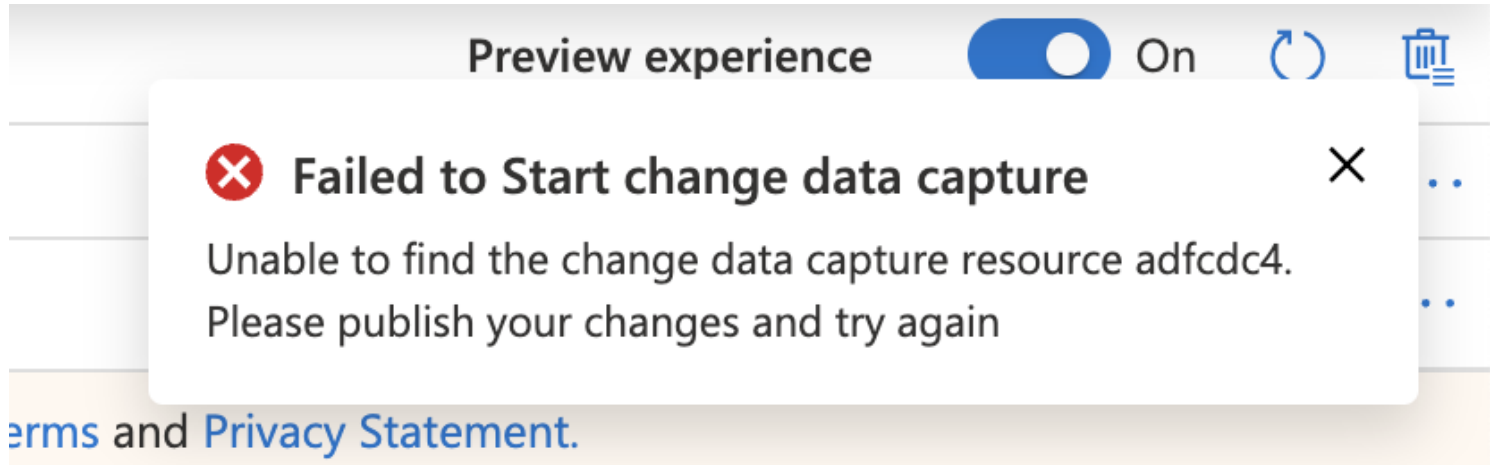 Preview experience On
Failed to Start change data capture
Unable to find the change data capture resource adfcdc4.
Please publish your changes and try again
and Privacy Statement.